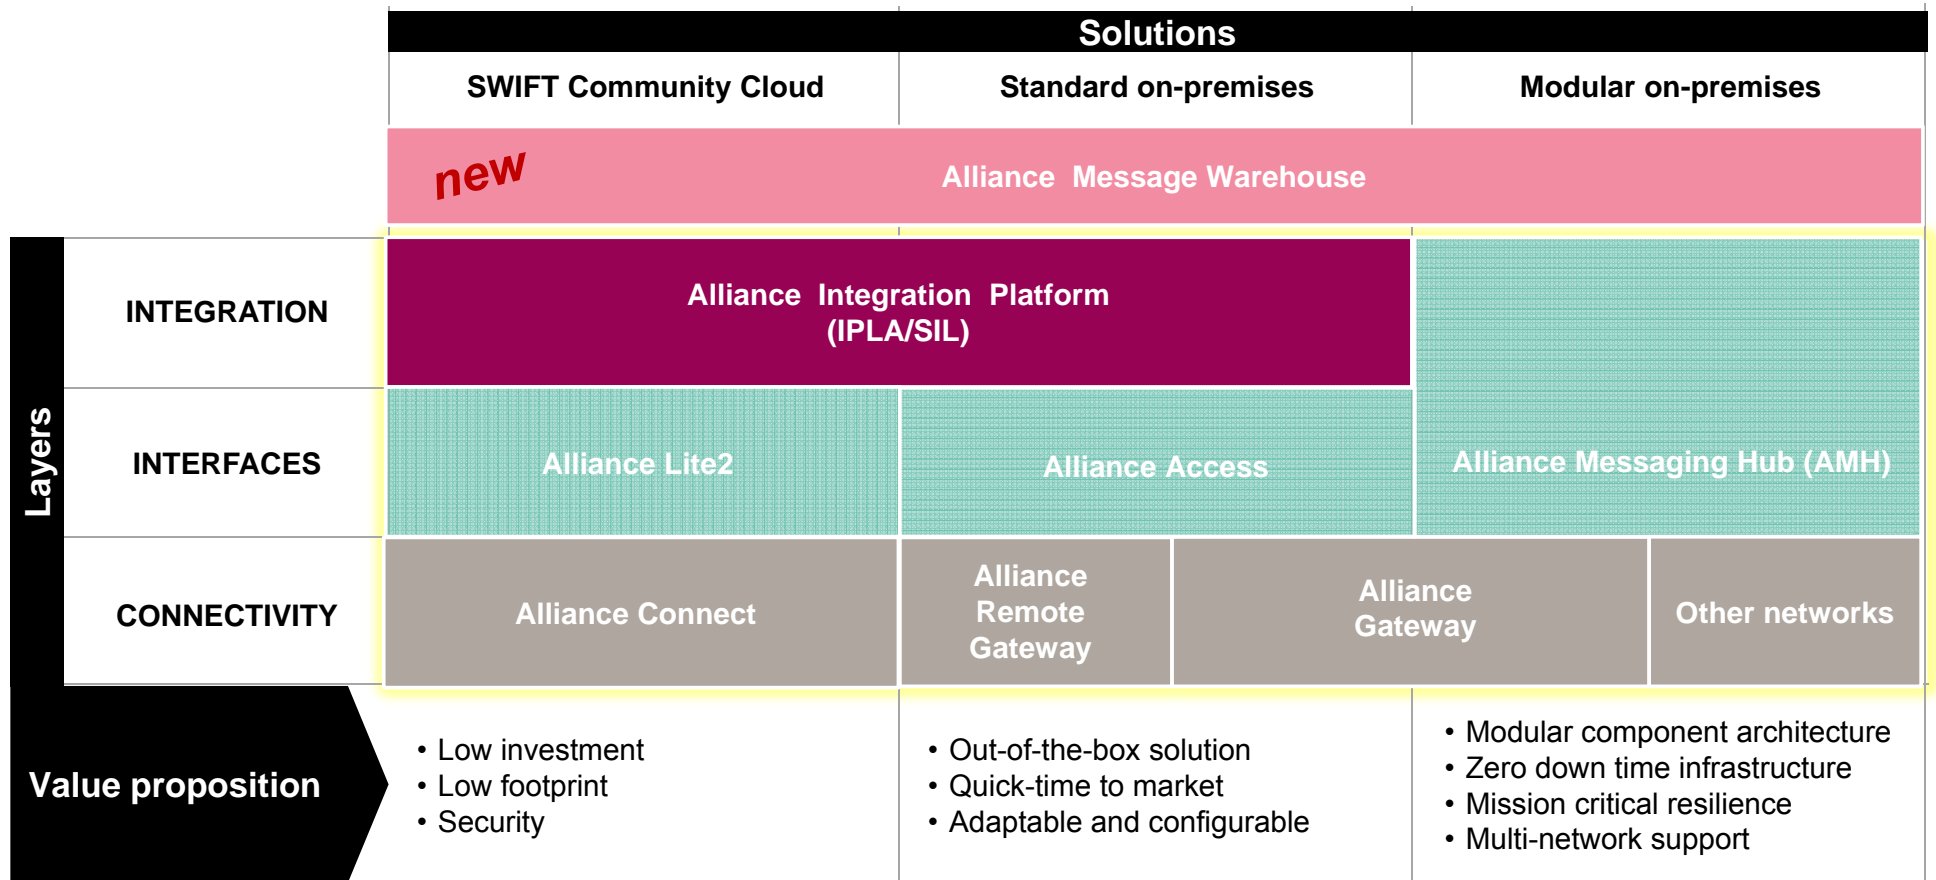 Solutions
SWIFT Community Cloud
Standard on-premises
Modular on-premises
new
Alliance Message Warehouse
Layers
INTEGRATION
Alliance Integration Platform
(IPLA/SIL)
INTERFACES
Alliance Lite2
Alliance Access
Alliance Messaging Hub (AMH)
CONNECTIVITY
Alliance Connect
Alliance
Remote
Gateway
Alliance
Gateway
Other networks
Value proposition
• Low investment
• Low footprint
• Security
• Out-of-the-box solution
• Quick-time to market
• Adaptable and configurable
• Modular component architecture
• Zero down time infrastructure
• Mission critical resilience
• Multi-network support